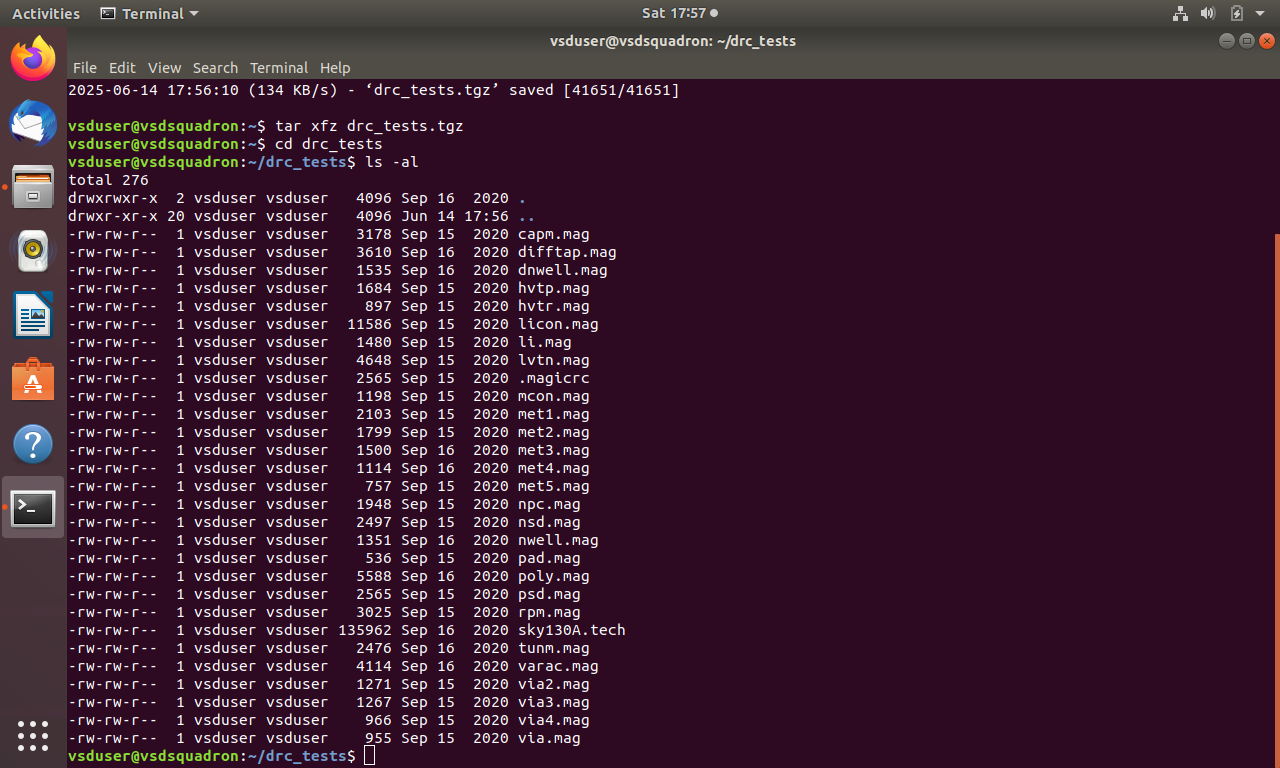 Activities Terminal Sat 17:57
vsduser@vsdsquadron: ~/drc_tests
File Edit View Search Terminal Help
2025-06-14 17:56:10 (134 KB/s) - ‘drc_tests.tgz’ saved [41651/41651]
vsduser@vsdsquadron:~$ tar xfz drc_tests.tgz
vsduser@vsdsquadron:~$ cd drc_tests
vsduser@vsdsquadron:~/drc_tests$ ls -al
total 276
drwxrwxr-x  2 vsduser vsduser   4096 Sep 16  2020 .
drwxr-xr-x 20 vsduser vsduser   4096 Jun 14 17:56 ..
-rw-rw-r--  1 vsduser vsduser   3178 Sep 15  2020 capm.mag
-rw-rw-r--  1 vsduser vsduser   3610 Sep 16  2020 difftap.mag
-rw-rw-r--  1 vsduser vsduser   1535 Sep 16  2020 dnwell.mag
-rw-rw-r--  1 vsduser vsduser   1684 Sep 15  2020 hvtp.mag
-rw-rw-r--  1 vsduser vsduser    897 Sep 15  2020 hvtr.mag
-rw-rw-r--  1 vsduser vsduser  11586 Sep 15  2020 licon.mag
-rw-rw-r--  1 vsduser vsduser   1480 Sep 15  2020 li.mag
-rw-rw-r--  1 vsduser vsduser   4648 Sep 15  2020 lvtn.mag
-rw-rw-r--  1 vsduser vsduser   2565 Sep 15  2020 .magicrc
-rw-rw-r--  1 vsduser vsduser   1198 Sep 15  2020 mcon.mag
-rw-rw-r--  1 vsduser vsduser   2103 Sep 15  2020 met1.mag
-rw-rw-r--  1 vsduser vsduser   1799 Sep 15  2020 met2.mag
-rw-rw-r--  1 vsduser vsduser   1500 Sep 16  2020 met3.mag
-rw-rw-r--  1 vsduser vsduser   1114 Sep 16  2020 met4.mag
-rw-rw-r--  1 vsduser vsduser    757 Sep 15  2020 met5.mag
-rw-rw-r--  1 vsduser vsduser   1948 Sep 15  2020 npc.mag
-rw-rw-r--  1 vsduser vsduser   2497 Sep 15  2020 nsd.mag
-rw-rw-r--  1 vsduser vsduser   1351 Sep 16  2020 nwell.mag
-rw-rw-r--  1 vsduser vsduser    536 Sep 15  2020 pad.mag
-rw-rw-r--  1 vsduser vsduser   5588 Sep 16  2020 poly.mag
-rw-rw-r--  1 vsduser vsduser   2565 Sep 15  2020 psd.mag
-rw-rw-r--  1 vsduser vsduser   3025 Sep 15  2020 rpm.mag
-rw-rw-r--  1 vsduser vsduser 135962 Sep 16  2020 sky130A.tech
-rw-rw-r--  1 vsduser vsduser   2476 Sep 16  2020 tunm.mag
-rw-rw-r--  1 vsduser vsduser   4114 Sep 16  2020 varac.mag
-rw-rw-r--  1 vsduser vsduser   1271 Sep 15  2020 via2.mag
-rw-rw-r--  1 vsduser vsduser   1267 Sep 15  2020 via3.mag
-rw-rw-r--  1 vsduser vsduser    966 Sep 15  2020 via4.mag
-rw-rw-r--  1 vsduser vsduser    955 Sep 15  2020 via.mag
vsduser@vsdsquadron:~/drc_tests$